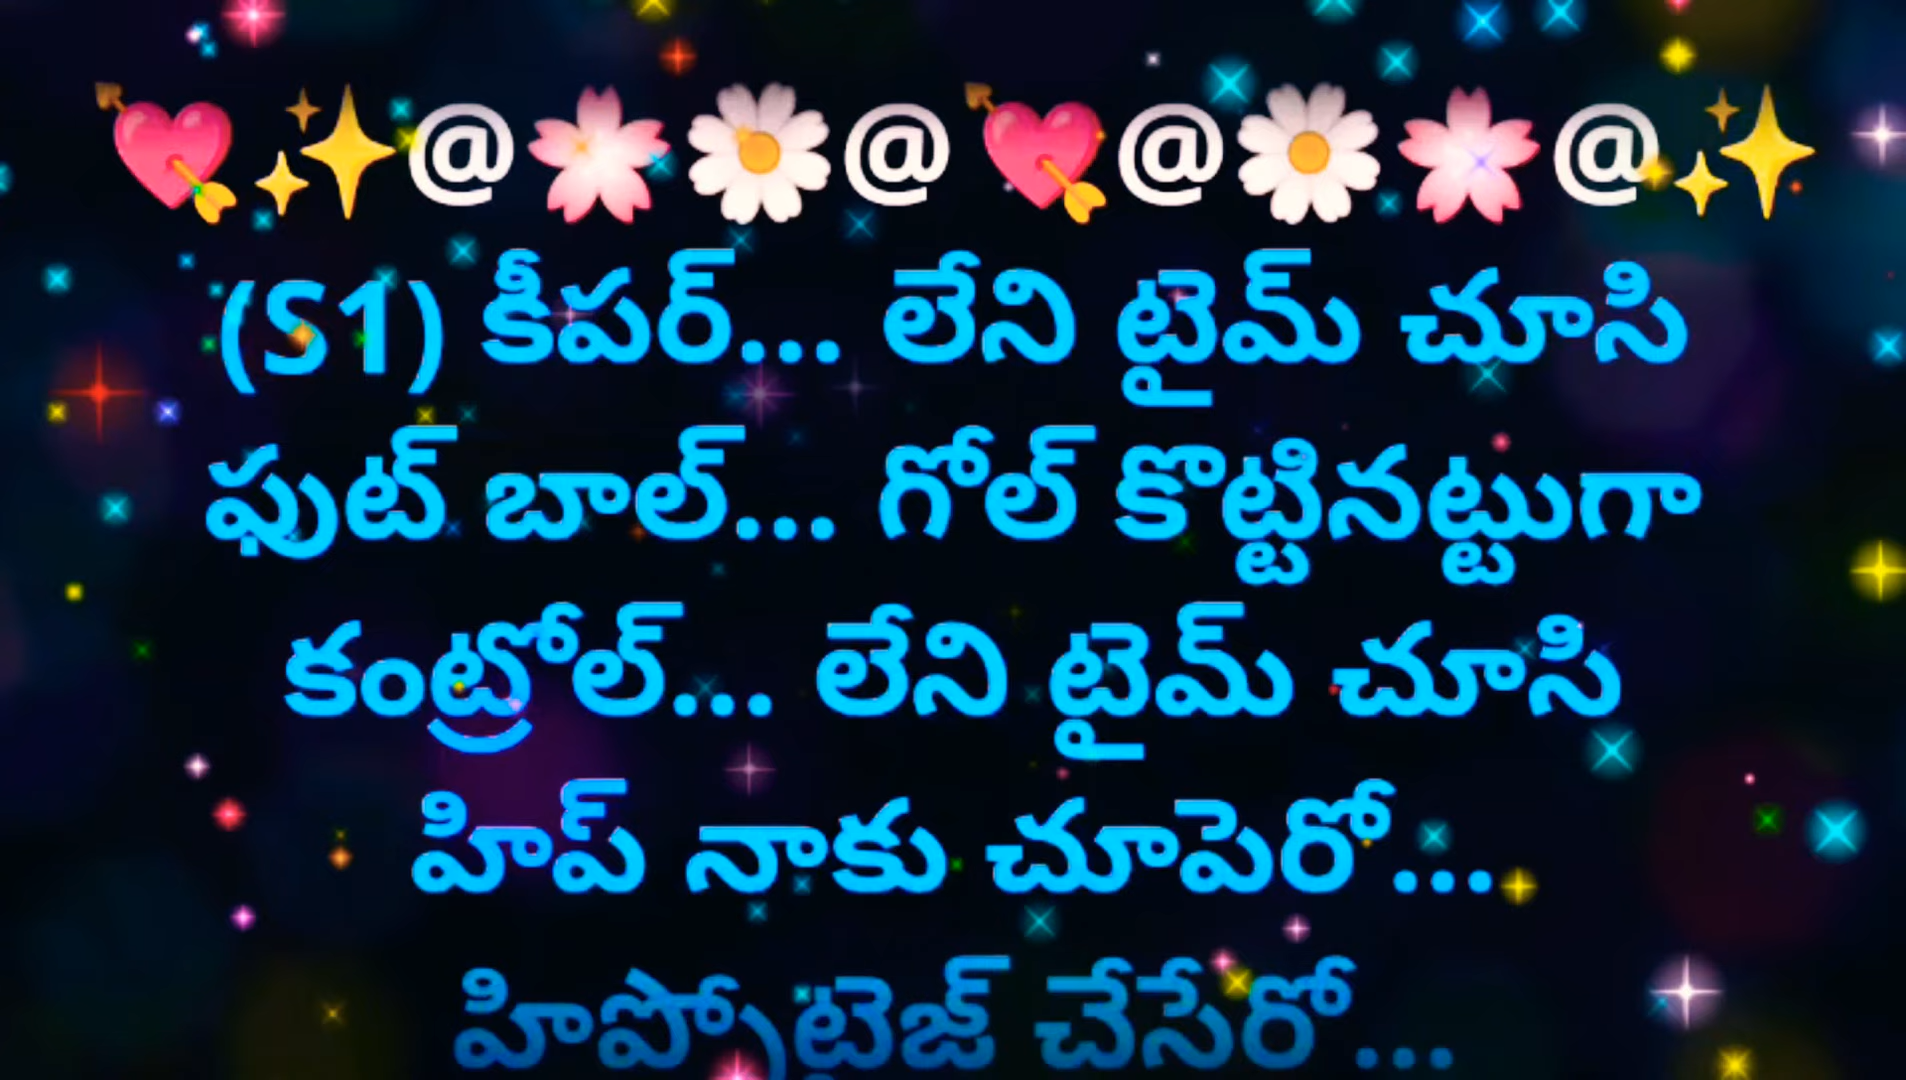 💘✨@🌸🌼@💘@🌼🌸@✨
(S1) కీపర్... లేని టైమ్ చూసి
ఫుట్ బాల్... గోల్ కొట్టినట్టుగా
కంట్రోల్... లేని టైమ్ చూసి
హిప్ నాకు చూపెరో...
హిప్నోటైజ్ చేసేరో...